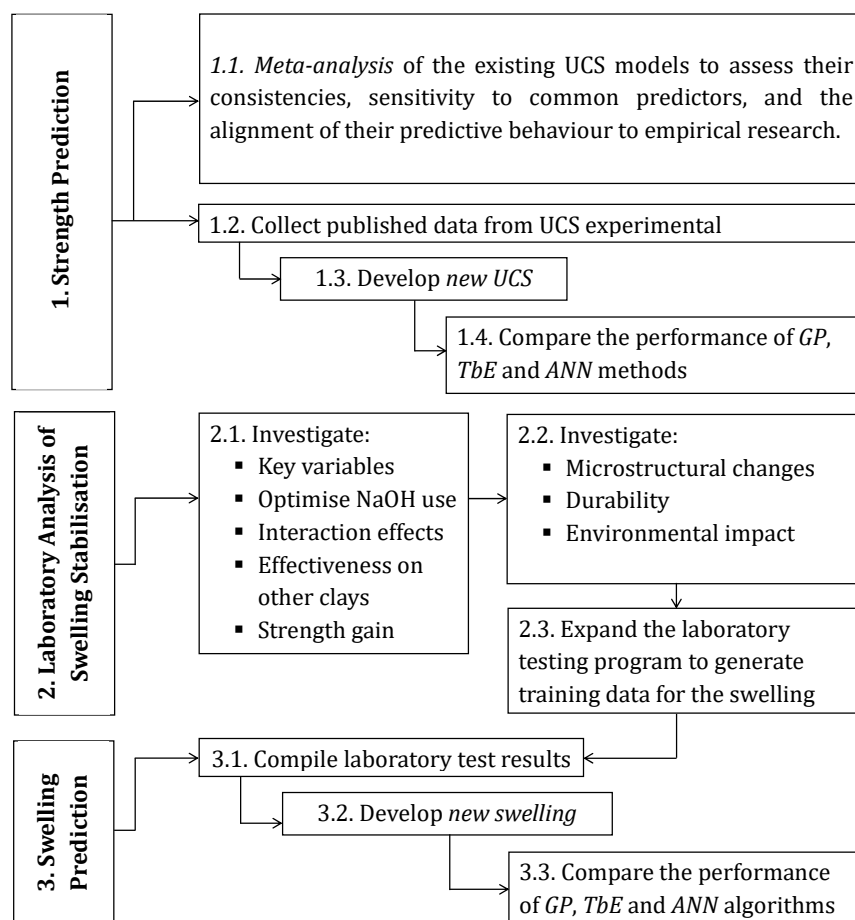 1. Strength Prediction
1.1. Meta-analysis of the existing UCS models to assess their
consistencies, sensitivity to common predictors, and the
alignment of their predictive behaviour to empirical research.
1.2. Collect published data from UCS experimental
1.3. Develop new UCS
1.4. Compare the performance of GP,
TbE and ANN methods
2. Laboratory Analysis of
Swelling Stabilisation
2.1. Investigate:
▪ Key variables
▪ Optimise NaOH use
▪ Interaction effects
▪ Effectiveness on
other clays
▪ Strength gain
2.2. Investigate:
▪ Microstructural changes
▪ Durability
▪ Environmental impact
2.3. Expand the laboratory
testing program to generate
training data for the swelling
3. Swelling
Prediction
3.1. Compile laboratory test results
3.2. Develop new swelling
3.3. Compare the performance
of GP, TbE and ANN algorithms